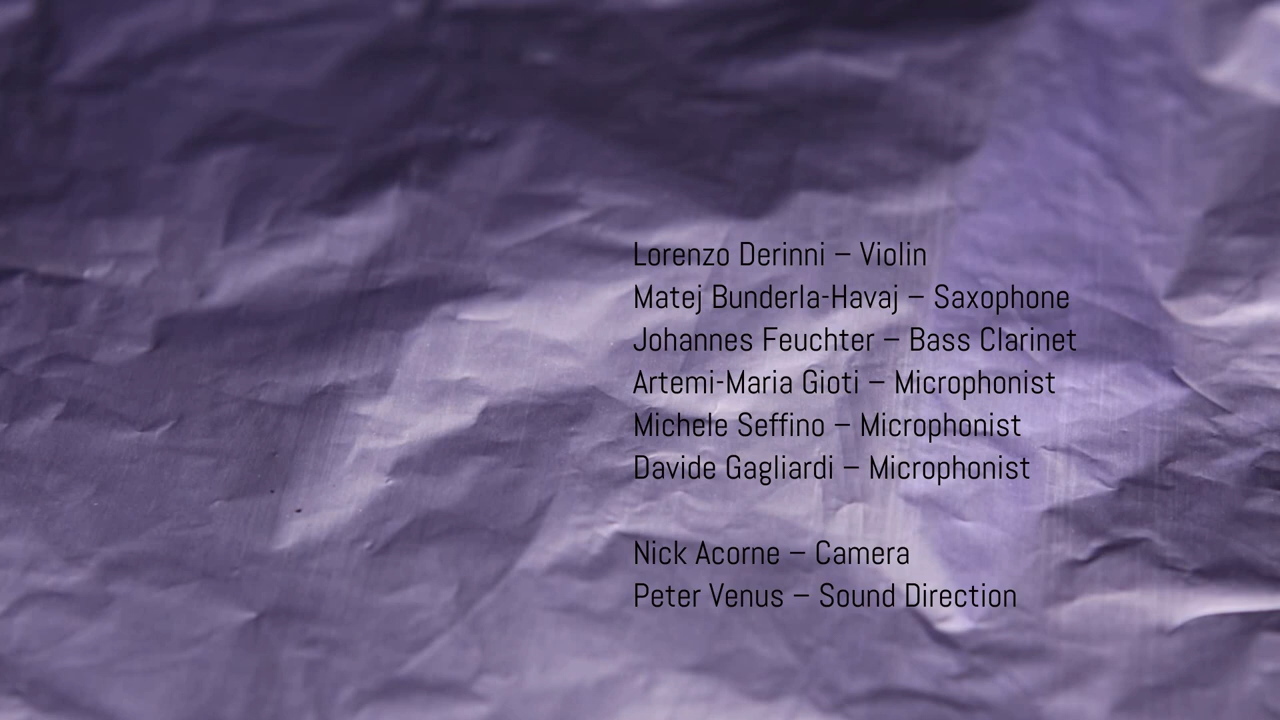 Lorenzo Derinni – Violin
Matej Bunderla-Havaj – Saxophone
Johannes Feuchter – Bass Clarinet
Artemi-Maria Gioti – Microphonist
Michele Seffino – Microphonist
Davide Gagliardi – Microphonist
Nick Acorne – Camera
Peter Venus – Sound Direction